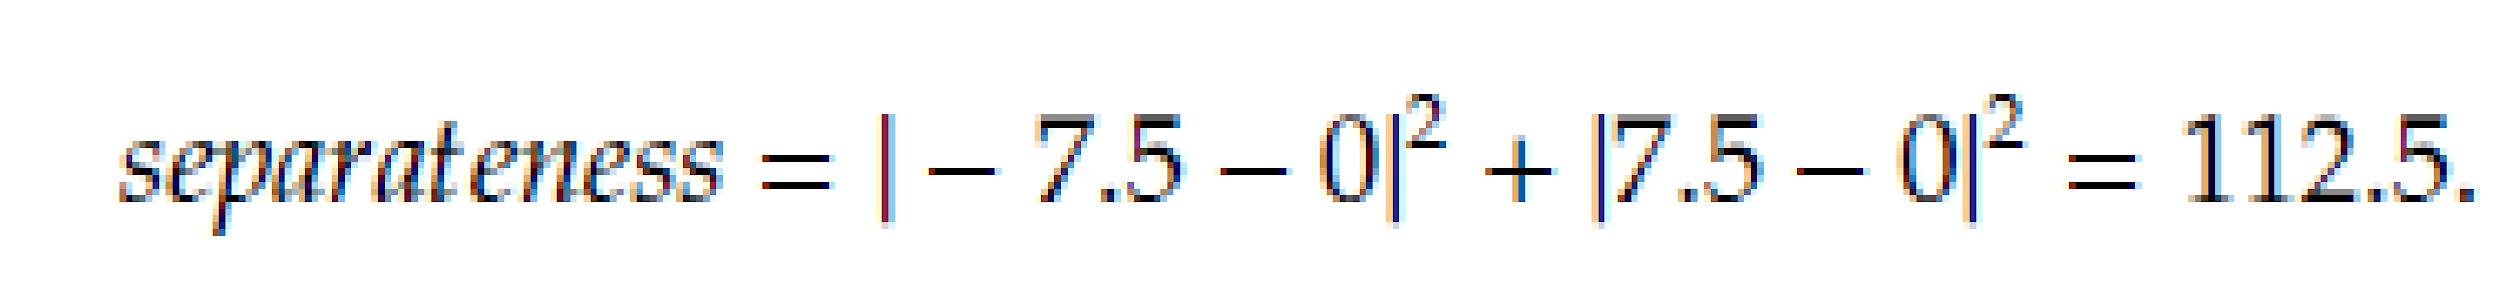 separateness = | − 7.5 − 0|² + |7.5 − 0|² = 112.5.